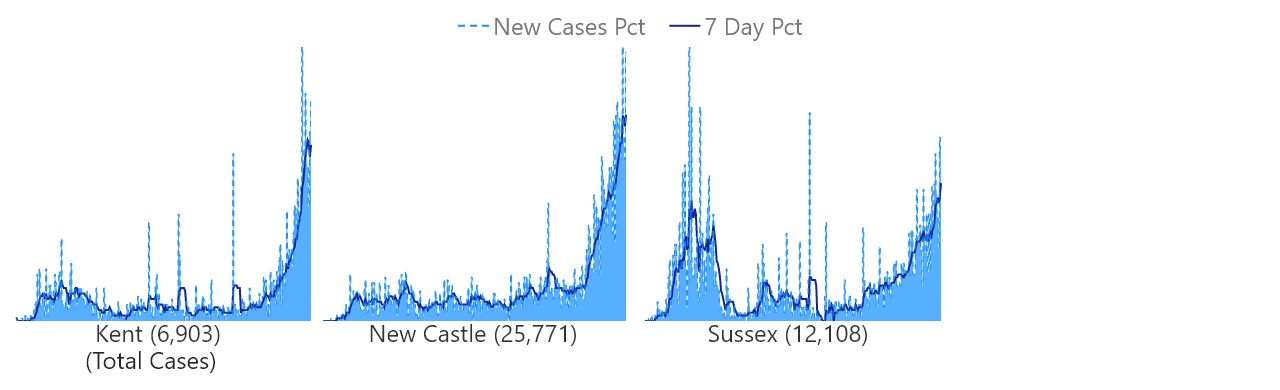 New Cases Pct 7 Day Pct
Kent (6,903) New Castle (25,771) Sussex (12,108)
(Total Cases)